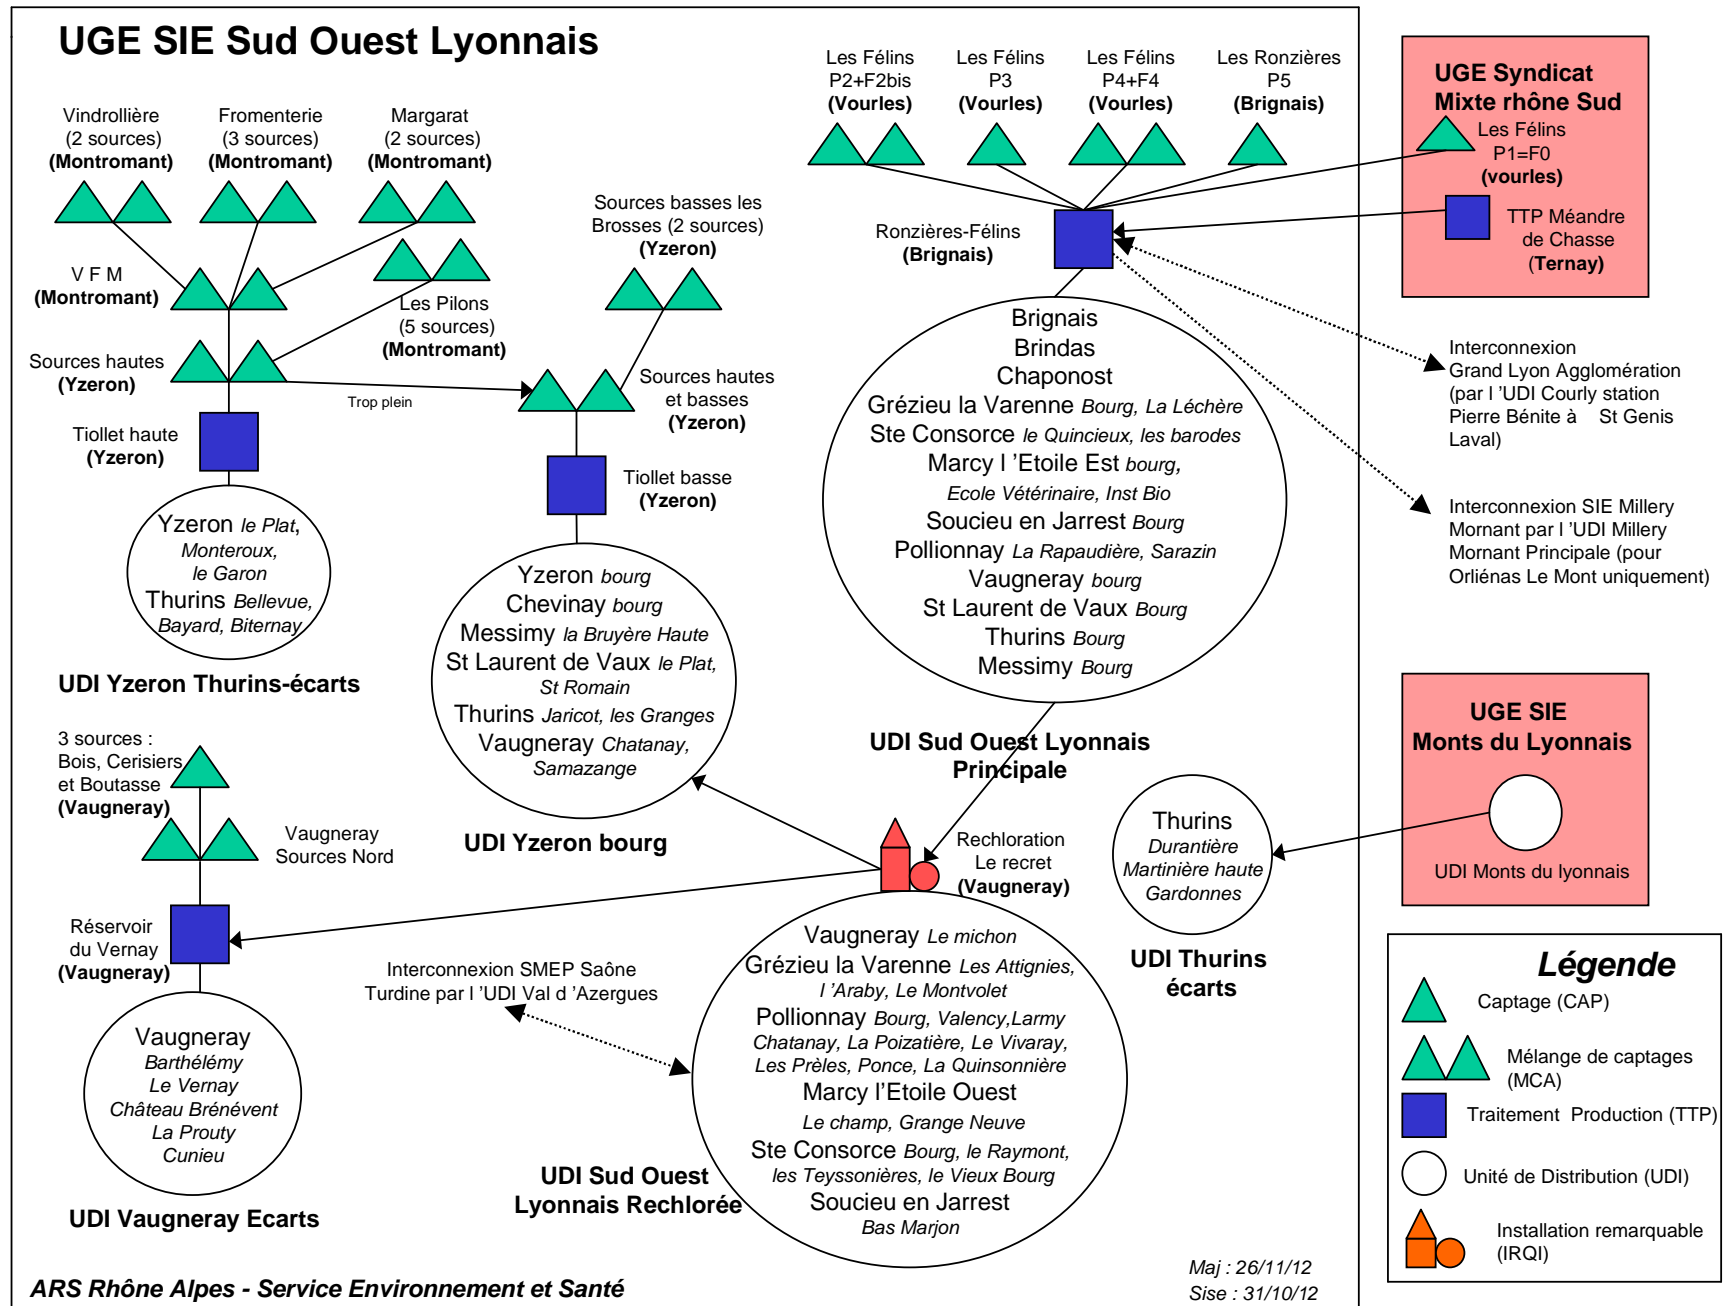 UGE SIE Sud Ouest Lyonnais
Vindrollière
(2 sources)
(Montromant)
Fromenterie
(3 sources)
(Montromant)
Margarat
(2 sources)
(Montromant)
V F M
(Montromant)
Les Pilons
(5 sources)
(Montromant)
Sources hautes
(Yzeron)
Trop plein
Tiollet haute
(Yzeron)
Yzeron le Plat,
Monteroux,
le Garon
Thurins Bellevue,
Bayard, Biternay
UDI Yzeron Thurins-écarts
Sources basses les
Brosses (2 sources)
(Yzeron)
Sources hautes
et basses
(Yzeron)
Tiollet basse
(Yzeron)
Yzeron bourg
Chevinay bourg
Messimy la Bruyère Haute
St Laurent de Vaux le Plat,
St Romain
Thurins Jaricot, les Granges
Vaugneray Chatanay,
Samazange
UDI Yzeron bourg
Les Félins
P2+F2bis
(Vourles)
Les Félins
P3
(Vourles)
Les Félins
P4+F4
(Vourles)
Les Ronzières
P5
(Brignais)
Ronzières-Félins
(Brignais)
Brignais
Brindas
Chaponost
Grézieu la Varenne Bourg, La Léchère
Ste Consorce le Quincieux, les barodes
Marcy l ’Etoile Est bourg,
Ecole Vétérinaire, Inst Bio
Soucieu en Jarrest Bourg
Pollionnay La Rapaudière, Sarazin
Vaugneray bourg
St Laurent de Vaux Bourg
Thurins Bourg
Messimy Bourg
UDI Sud Ouest Lyonnais
Principale
UGE Syndicat
Mixte rhône Sud
Les Félins
P1=F0
(vourles)
TTP Méandre
de Chasse
(Ternay)
Interconnexion
Grand Lyon Agglomération
(par l ’UDI Courly station
Pierre Bénite à St Genis
Laval)
Interconnexion SIE Millery
Mornant par l ’UDI Millery
Mornant Principale (pour
Orliénas Le Mont uniquement)
UGE SIE
Monts du Lyonnais
UDI Monts du lyonnais
Thurins
Durantière
Martinière haute
Gardonnes
UDI Thurins
écarts
3 sources :
Bois, Cerisiers
et Boutasse
(Vaugneray)
Vaugneray
Sources Nord
Réservoir
du Vernay
(Vaugneray)
Vaugneray
Barthélémy
Le Vernay
Château Brénévent
La Prouty
Cunieu
UDI Vaugneray Ecarts
Rechloration
Le recret
(Vaugneray)
Interconnexion SMEP Saône
Turdine par l ’UDI Val d ’Azergues
Vaugneray Le michon
Grézieu la Varenne Les Attignies,
l ’Araby, Le Montvolet
Pollionnay Bourg, Valency,Larmy
Chatanay, La Poizatière, Le Vivaray,
Les Prèles, Ponce, La Quinsonnière
Marcy l’Etoile Ouest
Le champ, Grange Neuve
Ste Consorce Bourg, le Raymont,
les Teyssonières, le Vieux Bourg
Soucieu en Jarrest
Bas Marjon
UDI Sud Ouest
Lyonnais Rechlorée
Légende
Captage (CAP)
Mélange de captages
(MCA)
Traitement Production (TTP)
Unité de Distribution (UDI)
Installation remarquable
(IRQI)
ARS Rhône Alpes - Service Environnement et Santé
Maj : 26/11/12
Sise : 31/10/12